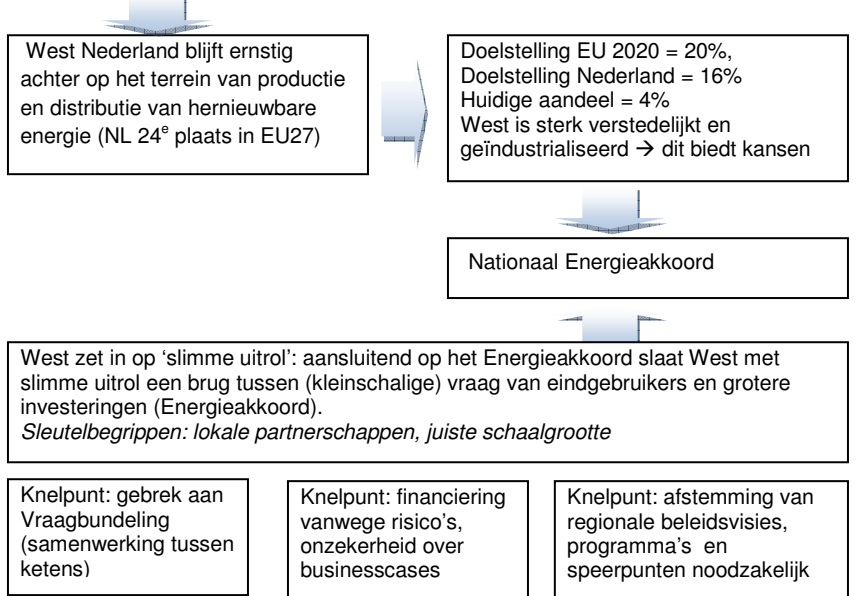 West Nederland blijft ernstig
achter op het terrein van productie
en distributie van hernieuwbare
energie (NL 24e plaats in EU27)
Doelstelling EU 2020 = 20%,
Doelstelling Nederland = 16%
Huidige aandeel = 4%
West is sterk verstedelijkt en
geïndustrialiseerd → dit biedt kansen
Nationaal Energieakkoord
West zet in op ‘slimme uitrol’: aansluitend op het Energieakkoord slaat West met
slimme uitrol een brug tussen (kleinschalige) vraag van eindgebruikers en grotere
investeringen (Energieakkoord).
Sleutelbegrippen: lokale partnerschappen, juiste schaalgrootte
Knelpunt: gebrek aan
Vraagbundeling
(samenwerking tussen
ketens)
Knelpunt: financiering
vanwege risico’s,
onzekerheid over
businesscases
Knelpunt: afstemming van
regionale beleidsvisies,
programma’s en
speerpunten noodzakelijk